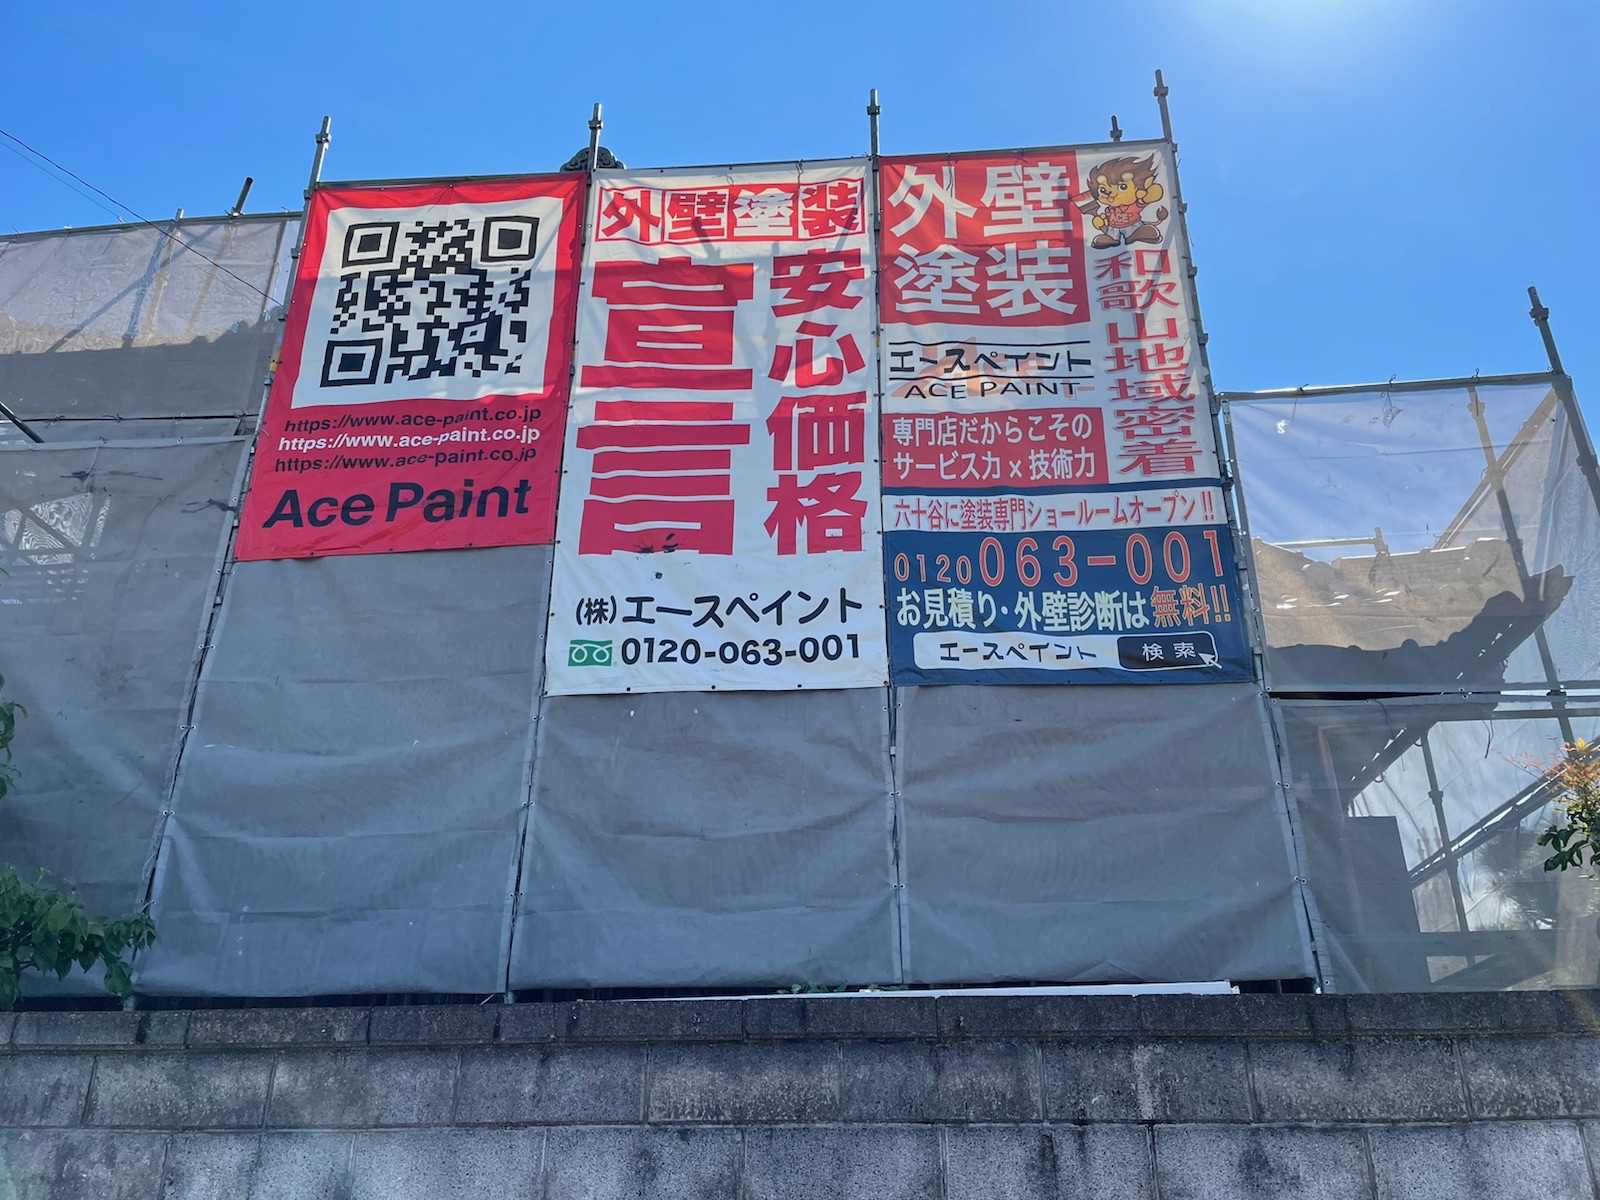 https://www.ace-paint.co.jp
https://www.ace-paint.co.jp
https://www.ace-paint.co.jp
Ace Paint
外壁塗装
安心価格
宣言
(株)エースペイント
0120-063-001
外壁
塗装
ACE
和歌山地域密着
エースペイント
ACE PAINT
専門店だからこその
サービス力×技術力
六十谷に塗装専門ショールームオープン!!
0120 063-001
お見積り・外壁診断は無料!!
エースペイント 検索